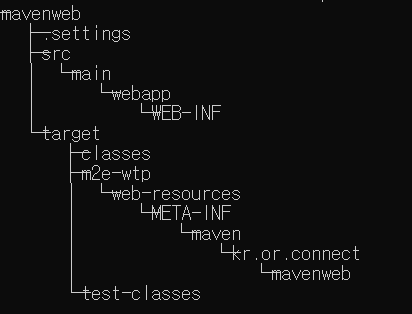 mavenweb
.settings
src
main
webapp
WEB-INF
target
classes
m2e-wtp
web-resources
META-INF
maven
kr.or.connect
mavenweb
test-classes